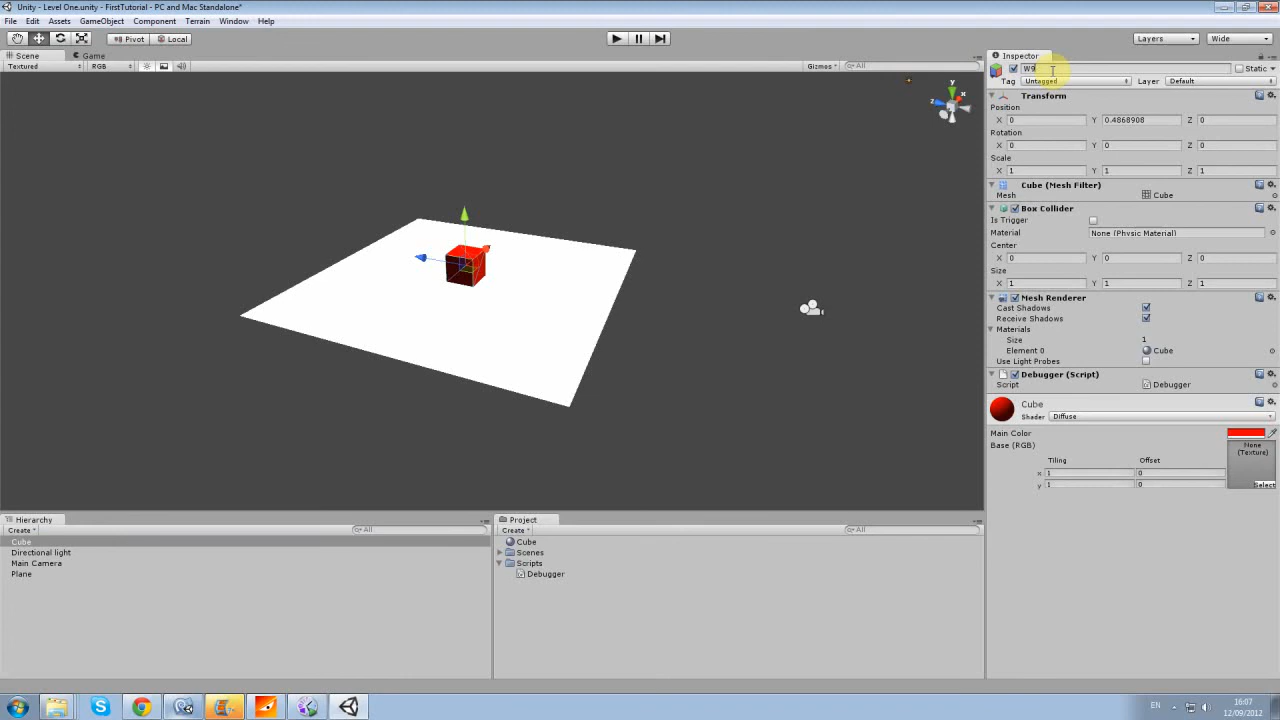 Unity - Level One.unity - FirstTutorial - PC and Mac Standalone*
File Edit Assets GameObject Component Terrain Window Help
Pivot Local Layers Wide
Scene Game Inspector
Textured RGB Gizmos All W9 Static
Tag Untagged Layer Default
Transform
Position
X 0 Y 0.4868908 Z 0
Rotation
X 0 Y 0 Z 0
Scale
X 1 Y 1 Z 1
Cube (Mesh Filter)
Mesh Cube
Box Collider
Is Trigger
Material None (Physic Material)
Center
X 0 Y 0 Z 0
Size
X 1 Y 1 Z 1
Mesh Renderer
Cast Shadows
Receive Shadows
Materials
Size 1
Element 0 Cube
Use Light Probes
Debugger (Script)
Script Debugger
Cube
Shader Diffuse
Main Color
Base (RGB) None
(Texture)
Tiling Offset
x 1 0
y 1 0 Select
y
x
z
Hierarchy Project
Create All Create All
Cube
Directional light
Main Camera
Plane
Cube
Scenes
Scripts
Debugger
EN 16:07
12/09/2012